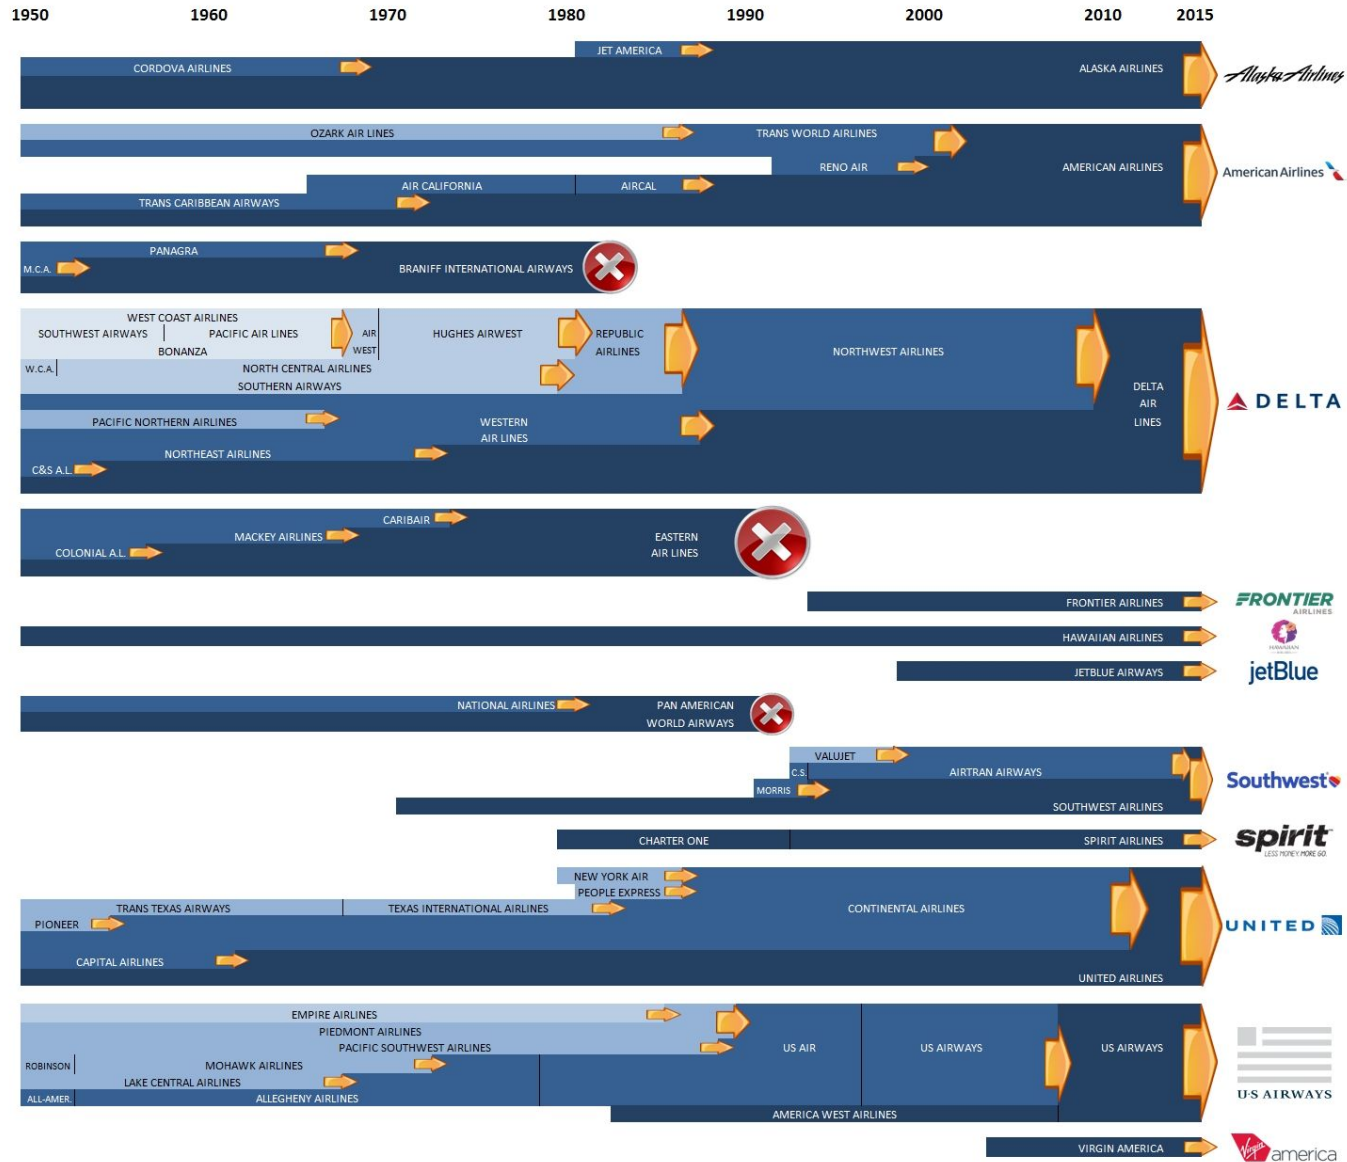 1950 1960 1970 1980 1990 2000 2010 2015
JET AMERICA
CORDOVA AIRLINES
ALASKA AIRLINES
Alaska Airlines
OZARK AIR LINES
TRANS WORLD AIRLINES
RENO AIR
AMERICAN AIRLINES
American Airlines
AIR CALIFORNIA
AIRCAL
TRANS CARIBBEAN AIRWAYS
PANAGRA
M.C.A.
BRANIFF INTERNATIONAL AIRWAYS
WEST COAST AIRLINES
SOUTHWEST AIRWAYS
PACIFIC AIR LINES
AIR
WEST
HUGHES AIRWEST
REPUBLIC
AIRLINES
BONANZA
NORTHWEST AIRLINES
W.C.A.
NORTH CENTRAL AIRLINES
SOUTHERN AIRWAYS
DELTA
AIR
LINES
DELTA
PACIFIC NORTHERN AIRLINES
WESTERN
AIR LINES
NORTHEAST AIRLINES
C&S A.L.
CARIBAIR
MACKEY AIRLINES
COLONIAL A.L.
EASTERN
AIR LINES
FRONTIER AIRLINES
FRONTIER
AIRLINES
HAWAIIAN AIRLINES
HAWAIIAN
JETBLUE AIRWAYS
jetBlue
NATIONAL AIRLINES
PAN AMERICAN
WORLD AIRWAYS
VALUJET
C.S.
AIRTRAN AIRWAYS
MORRIS
SOUTHWEST AIRLINES
Southwest
CHARTER ONE
SPIRIT AIRLINES
spirit
LESS MONEY. MORE GO.
NEW YORK AIR
PEOPLE EXPRESS
TRANS TEXAS AIRWAYS
TEXAS INTERNATIONAL AIRLINES
CONTINENTAL AIRLINES
PIONEER
UNITED
CAPITAL AIRLINES
UNITED AIRLINES
EMPIRE AIRLINES
PIEDMONT AIRLINES
PACIFIC SOUTHWEST AIRLINES
US AIR
US AIRWAYS
US AIRWAYS
ROBINSON
MOHAWK AIRLINES
LAKE CENTRAL AIRLINES
ALL-AMER.
ALLEGHENY AIRLINES
U·S AIRWAYS
AMERICA WEST AIRLINES
VIRGIN AMERICA
Virgin america